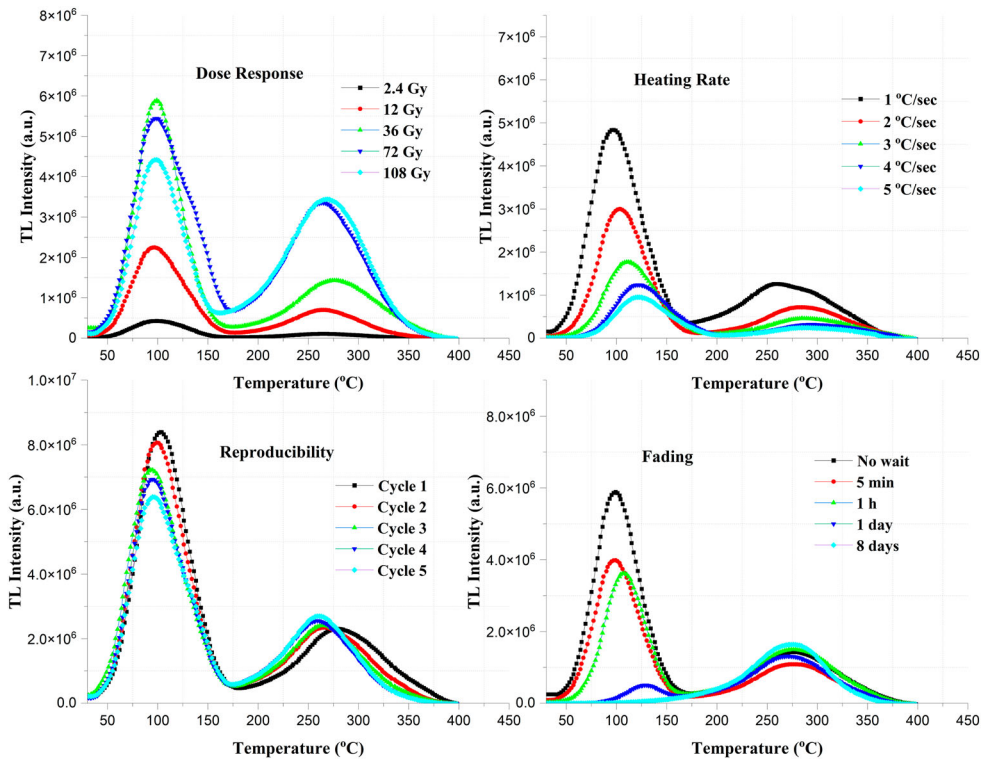 Dose Response
2.4 Gy
12 Gy
36 Gy
72 Gy
108 Gy
TL Intensity (a.u.)
8×10⁶
7×10⁶
6×10⁶
5×10⁶
4×10⁶
3×10⁶
2×10⁶
1×10⁶
0
50 100 150 200 250 300 350 400 450
Temperature (ºC)
Heating Rate
1 ºC/sec
2 ºC/sec
3 ºC/sec
4 ºC/sec
5 ºC/sec
TL Intensity (a.u.)
7×10⁶
6×10⁶
5×10⁶
4×10⁶
3×10⁶
2×10⁶
1×10⁶
0
50 100 150 200 250 300 350 400 450
Temperature (ºC)
Reproducibility
Cycle 1
Cycle 2
Cycle 3
Cycle 4
Cycle 5
TL Intensity (a.u.)
1.0×10⁷
8.0×10⁶
6.0×10⁶
4.0×10⁶
2.0×10⁶
0.0
50 100 150 200 250 300 350 400 450
Temperature (ºC)
Fading
No wait
5 min
1 h
1 day
8 days
TL Intensity (a.u.)
8.0×10⁶
6.0×10⁶
4.0×10⁶
2.0×10⁶
0.0
50 100 150 200 250 300 350 400 450
Temperature (ºC)